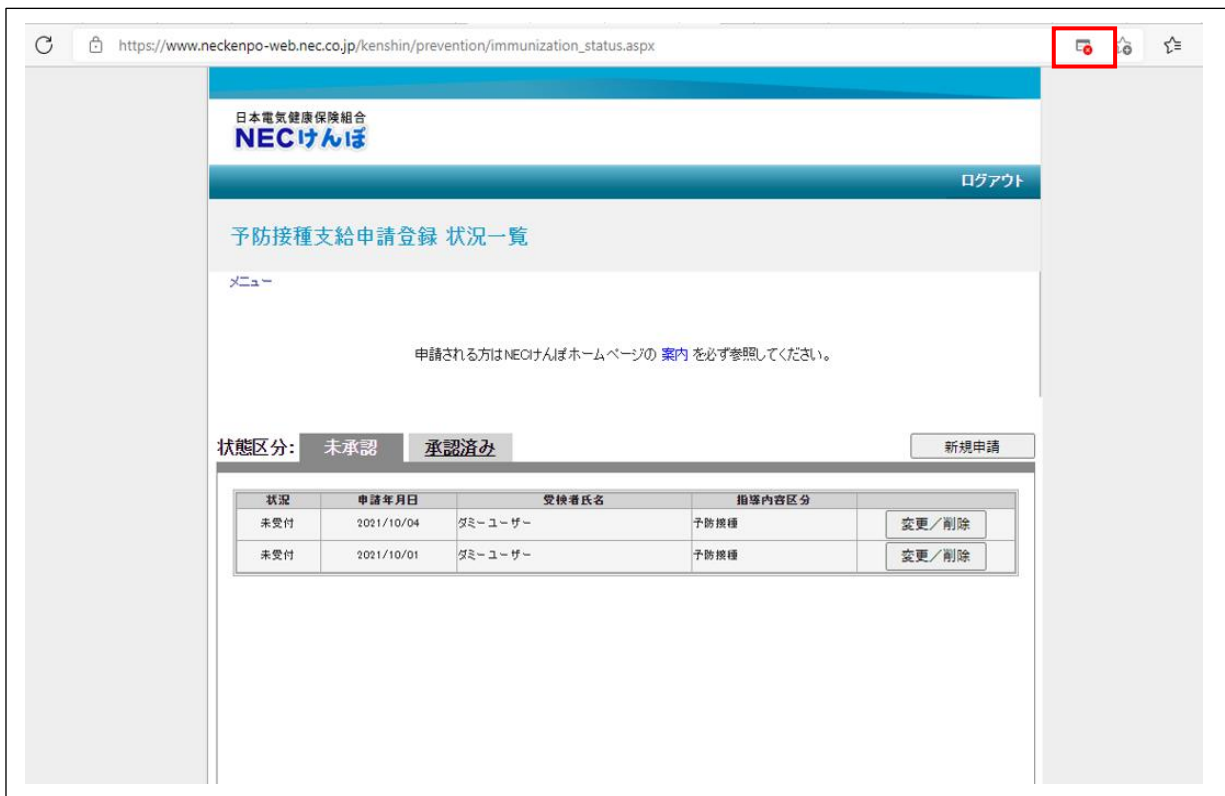 https://www.neckenpo-web.nec.co.jp/kenshin/prevention/immunization_status.aspx
日本電気健康保険組合
NECけんぽ
ログアウト
予防接種支給申請登録 状況一覧
メニュー
申請される方はNECけんぽホームページの 案内 を必ず参照してください。
状態区分: 未承認 承認済み 新規申請
状況 申請年月日 受検者氏名 指導内容区分
未受付 2021/10/04 ダミーユーザー 予防接種 変更／削除
未受付 2021/10/01 ダミーユーザー 予防接種 変更／削除